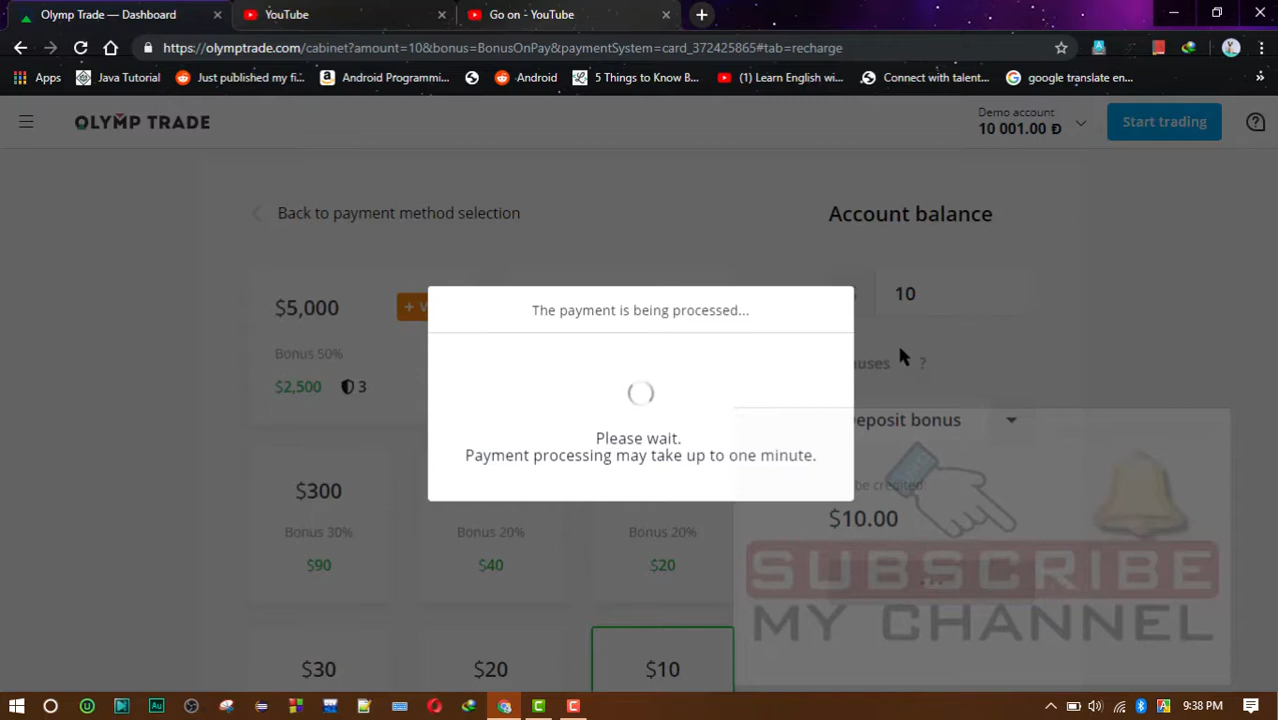 Olymp Trade — Dashboard
YouTube
Go on - YouTube
https://olymptrade.com/cabinet?amount=10&bonus=BonusOnPay&paymentSystem=card_372425865#tab=recharge
Apps
Java Tutorial
Just published my fi...
Android Programmi...
Android
5 Things to Know B...
(1) Learn English wi...
Connect with talent...
google translate en...
OLYMP TRADE
Demo account
10 001.00 Đ
Start trading
Back to payment method selection
Account balance
$5,000
+ V
10
The payment is being processed...
Bonus 50%
nuses ?
$2,500 3
Deposit bonus
Please wait.
Payment processing may take up to one minute.
be credited:
$10.00
$300
Bonus 30%
$90
Bonus 20%
$40
Bonus 20%
$20
SUBSCRIBE
MY CHANNEL
$30
$20
$10
9:38 PM